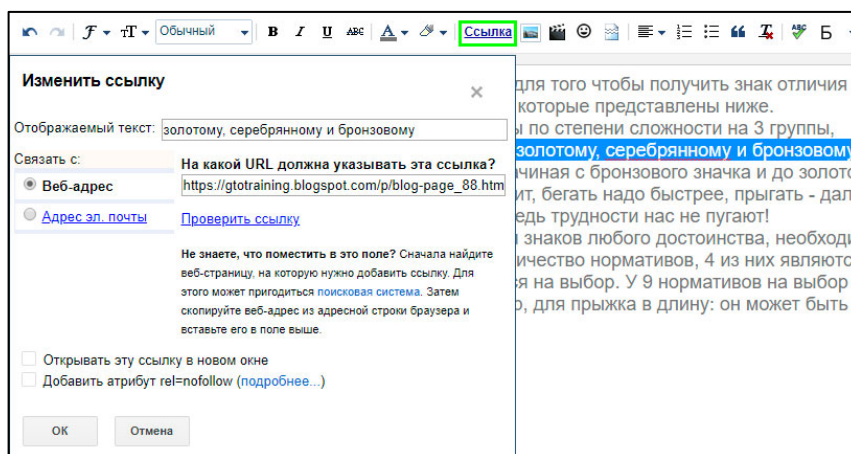 Обычный B I U ABC A Ссылка
Изменить ссылку
Отображаемый текст: золотому, серебрянному и бронзовому
Связать с:
Веб-адрес
Адрес эл. почты
На какой URL должна указывать эта ссылка?
https://gtotraining.blogspot.com/p/blog-page_88.htm
Проверить ссылку
Не знаете, что поместить в это поле? Сначала найдите
веб-страницу, на которую нужно добавить ссылку. Для
этого может пригодиться поисковая система. Затем
скопируйте веб-адрес из адресной строки браузера и
вставьте его в поле выше.
Открывать эту ссылку в новом окне
Добавить атрибут rel=nofollow (подробнее...)
ОК Отмена
для того чтобы получить знак отличия
которые представлены ниже.
ы по степени сложности на 3 группы,
золотому, серебрянному и бронзовому
чиная с бронзового значка и до золото
ит, бегать надо быстрее, прыгать - дал
едь трудности нас не пугают!
знаков любого достоинства, необходи
ичество нормативов, 4 из них являютс
ся на выбор. У 9 нормативов на выбор
р, для прыжка в длину: он может быть